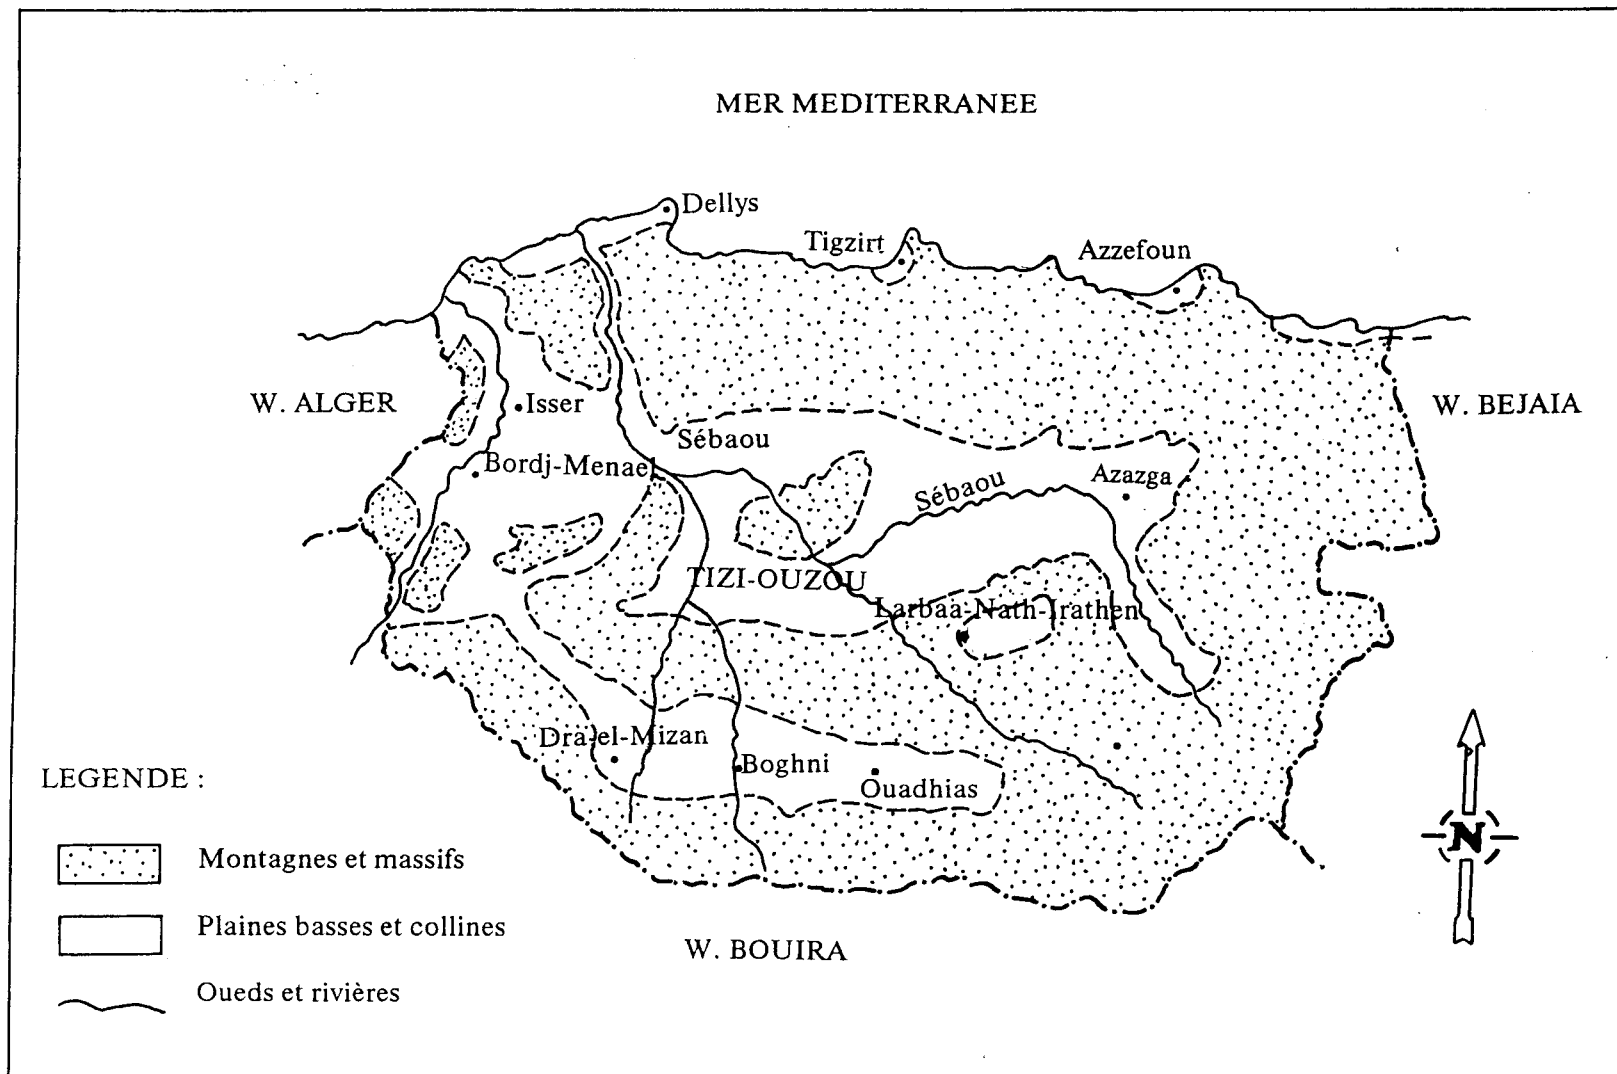 MER MEDITERRANEE
Dellys
Tigzirt
Azzefoun
W. ALGER
Isser
W. BEJAIA
Sébaou
Bordj-Menael
Sébaou
Azazga
TIZI-OUZOU
Larbaa-Nath-Irathen
Dra-el-Mizan
Boghni
Ouadhias
LEGENDE :
Montagnes et massifs
N
Plaines basses et collines
W. BOUIRA
Oueds et rivières